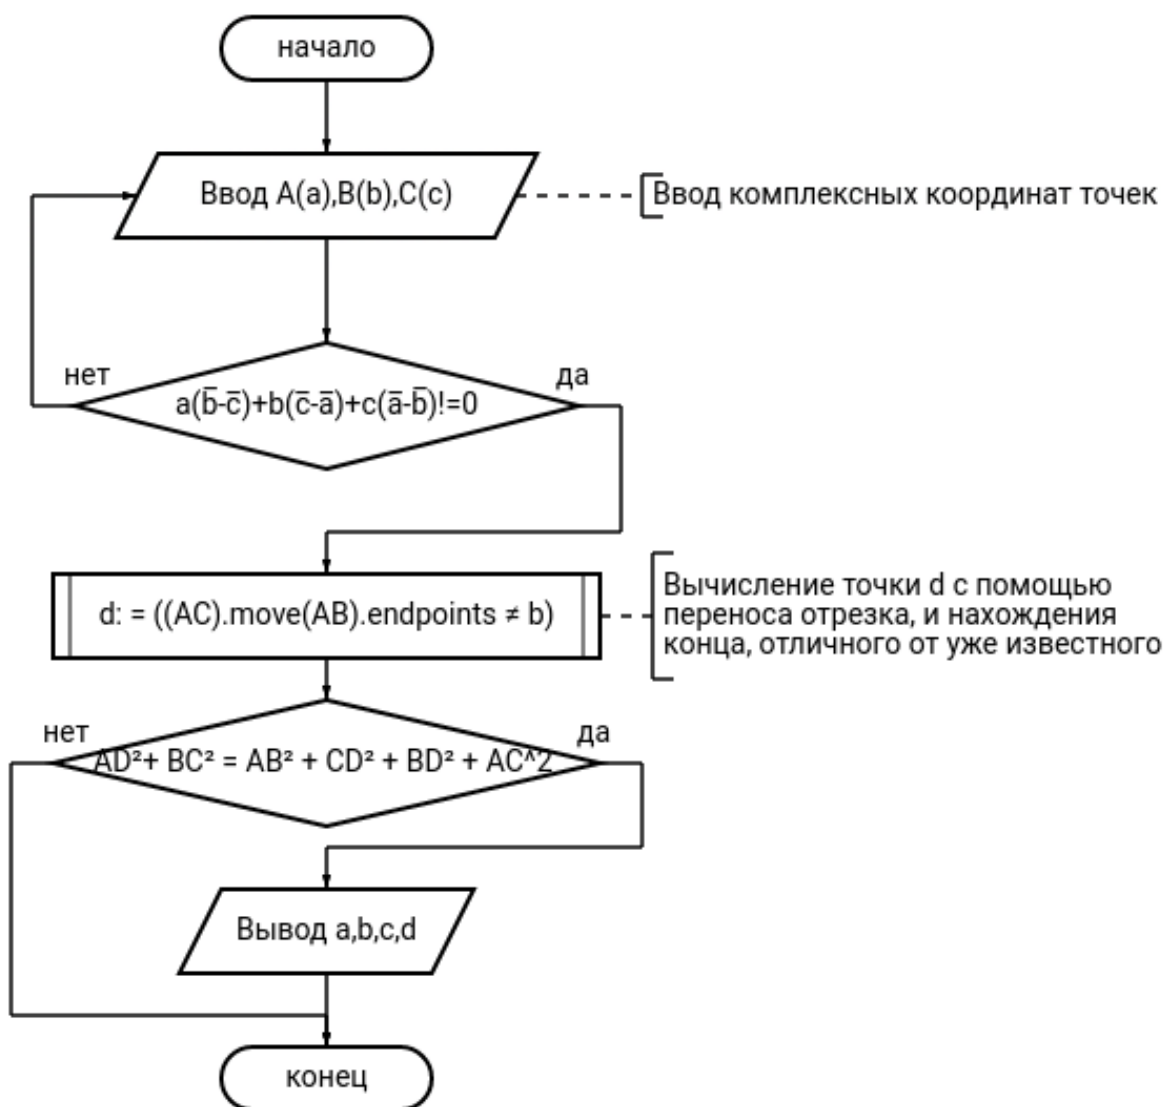 начало
Ввод A(a),B(b),C(c)
Ввод комплексных координат точек
нет
да
a(b̅-c̅)+b(c̅-a̅)+c(a̅-b̅)!=0
d: = ((AC).move(AB).endpoints ≠ b)
Вычисление точки d с помощью
переноса отрезка, и нахождения
конца, отличного от уже известного
нет
да
AD²+ BC² = AB² + CD² + BD² + AC^2
Вывод a,b,c,d
конец